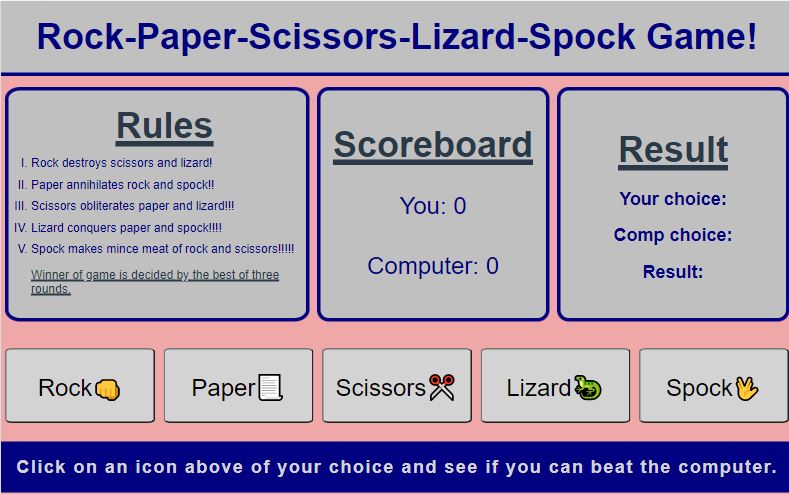 Rock-Paper-Scissors-Lizard-Spock Game!
Rules
I. Rock destroys scissors and lizard!
II. Paper annihilates rock and spock!!
III. Scissors obliterates paper and lizard!!!
IV. Lizard conquers paper and spock!!!!
V. Spock makes mince meat of rock and scissors!!!!!
Winner of game is decided by the best of three
rounds.
Scoreboard
You: 0
Computer: 0
Result
Your choice:
Comp choice:
Result:
Rock
Paper
Scissors
Lizard
Spock
Click on an icon above of your choice and see if you can beat the computer.